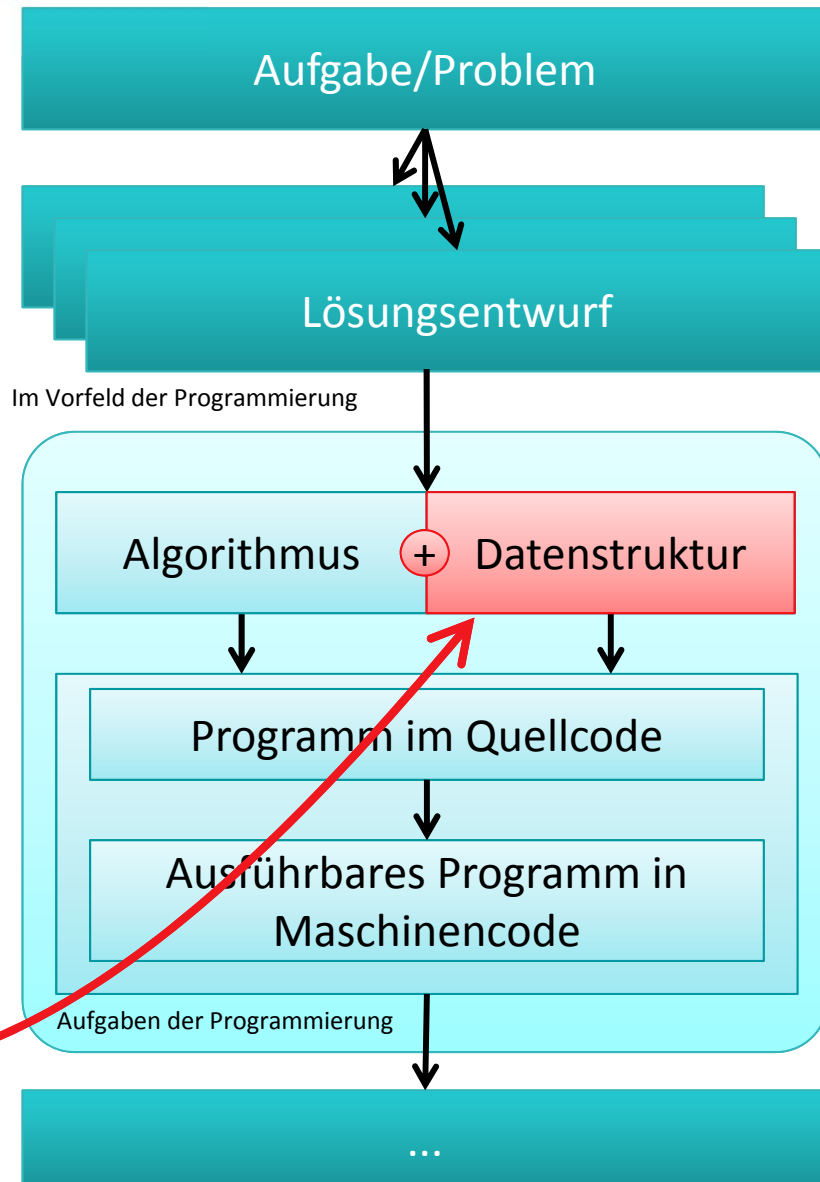 Aufgabe/Problem
Lösungsentwurf
Im Vorfeld der Programmierung
Algorithmus + Datenstruktur
Programm im Quellcode
Ausführbares Programm in
Maschinencode
Aufgaben der Programmierung
...